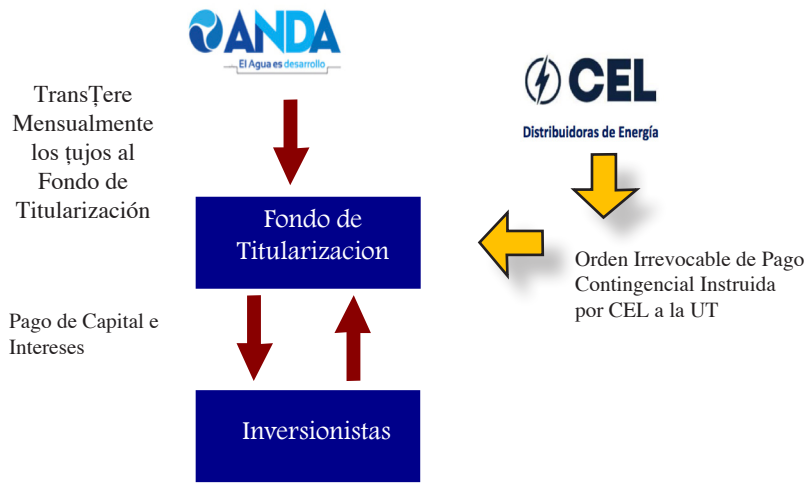 ANDA
El Agua es desarrollo
TransȚere
Mensualmente
los țujos al
Fondo de
Titularización
CEL
Distribuidoras de Energía
Fondo de
Titularizacion
Orden Irrevocable de Pago
Contingencial Instruida
por CEL a la UT
Pago de Capital e
Intereses
Inversionistas